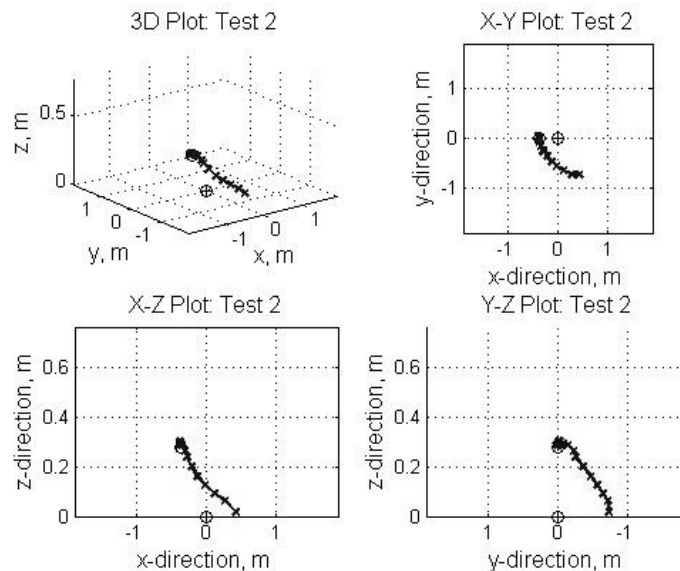 3D Plot: Test 2
z, m
0.5
0
1
0
-1
y, m
-1
0
1
x, m
X-Y Plot: Test 2
y-direction, m
1
0
-1
-1
0
1
x-direction, m
X-Z Plot: Test 2
z-direction, m
0.6
0.4
0.2
0
-1
0
1
x-direction, m
Y-Z Plot: Test 2
z-direction, m
0.6
0.4
0.2
0
1
0
-1
y-direction, m